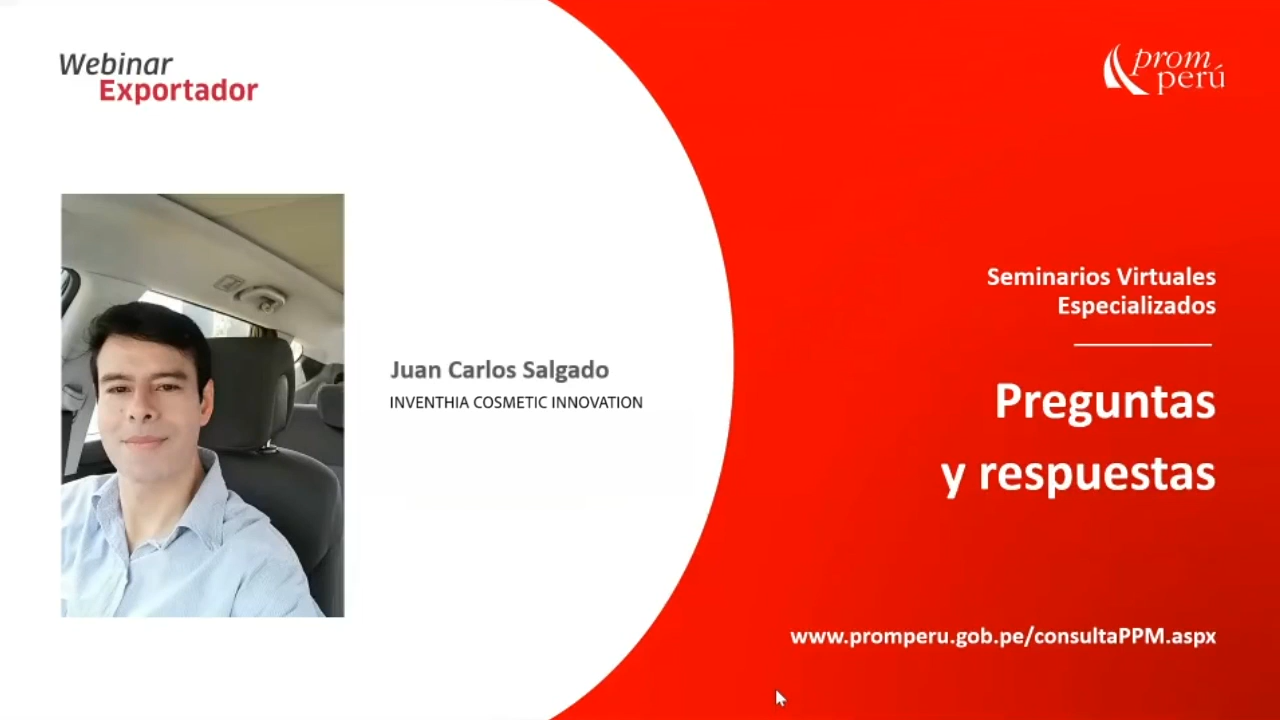 Webinar
Exportador
prom
perú
Juan Carlos Salgado
INVENTHIA COSMETIC INNOVATION
Seminarios Virtuales
Especializados
Preguntas
y respuestas
www.promperu.gob.pe/consultaPPM.aspx